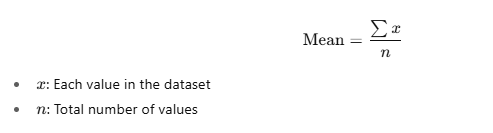 Mean = ∑x / n
x: Each value in the dataset
n: Total number of values